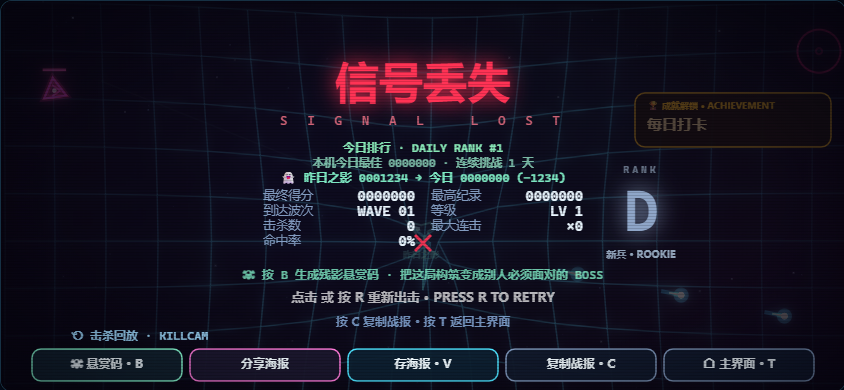 信号丢失
SIGNAL LOST
成就解锁 • ACHIEVEMENT
每日打卡
今日排行 · DAILY RANK #1
本机今日最佳 0000000 · 连续挑战 1 天
昨日之影 0001234 → 今日 0000000 (−1234)
最终得分 0000000 最高纪录 0000000
到达波次 WAVE 01 等级 LV 1
击杀数 0 最大连击 ×0
命中率 0%
RANK
D
新兵 • ROOKIE
按 B 生成残影悬赏码 · 把这局构筑变成别人必须面对的 BOSS
点击 或 按 R 重新出击 • PRESS R TO RETRY
按 C 复制战报 • 按 T 返回主界面
击杀回放 · KILLCAM
悬赏码 • B
分享海报
存海报 • V
复制战报 • C
主界面 • T